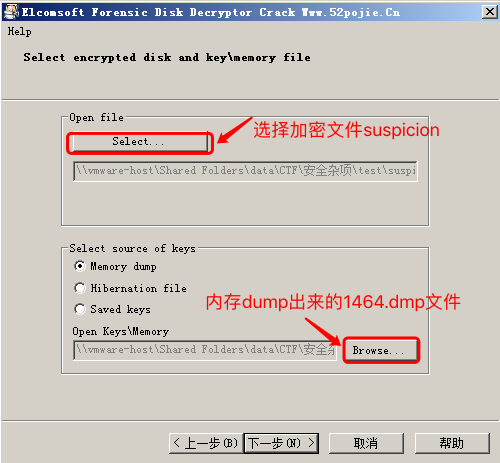 Elcomsoft Forensic Disk Decryptor Crack Www.52pojie.Cn
Help
Select encrypted disk and key\memory file
Open file
Select...
选择加密文件suspicion
\\vmware-host\Shared Folders\data\CTF\安全杂项\test\susp
Select source of keys
Memory dump
Hibernation file
Saved keys
内存dump出来的1464.dmp文件
Open Keys\Memory
\\vmware-host\Shared Folders\data\CTF\安全杂
Browse...
< 上一步(B)
下一步(N) >
取消
帮助